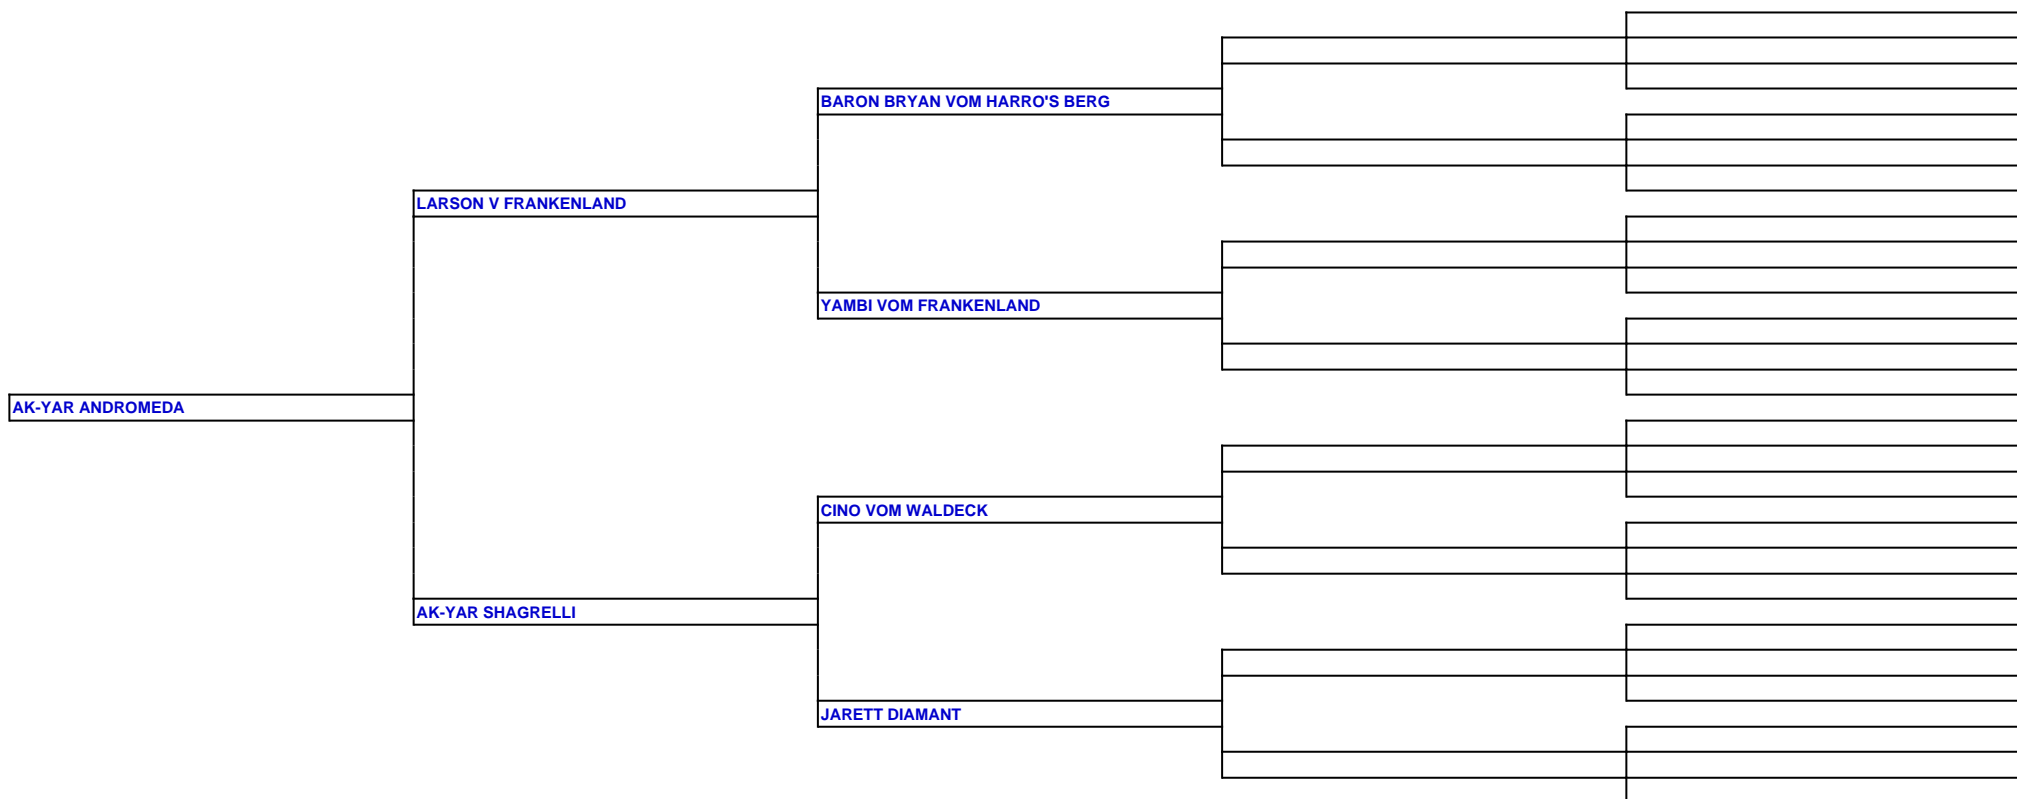 BARON BRYAN VOM HARRO'S BERG
LARSON V FRANKENLAND
YAMBI VOM FRANKENLAND
AK-YAR ANDROMEDA
CINO VOM WALDECK
AK-YAR SHAGRELLI
JARETT DIAMANT